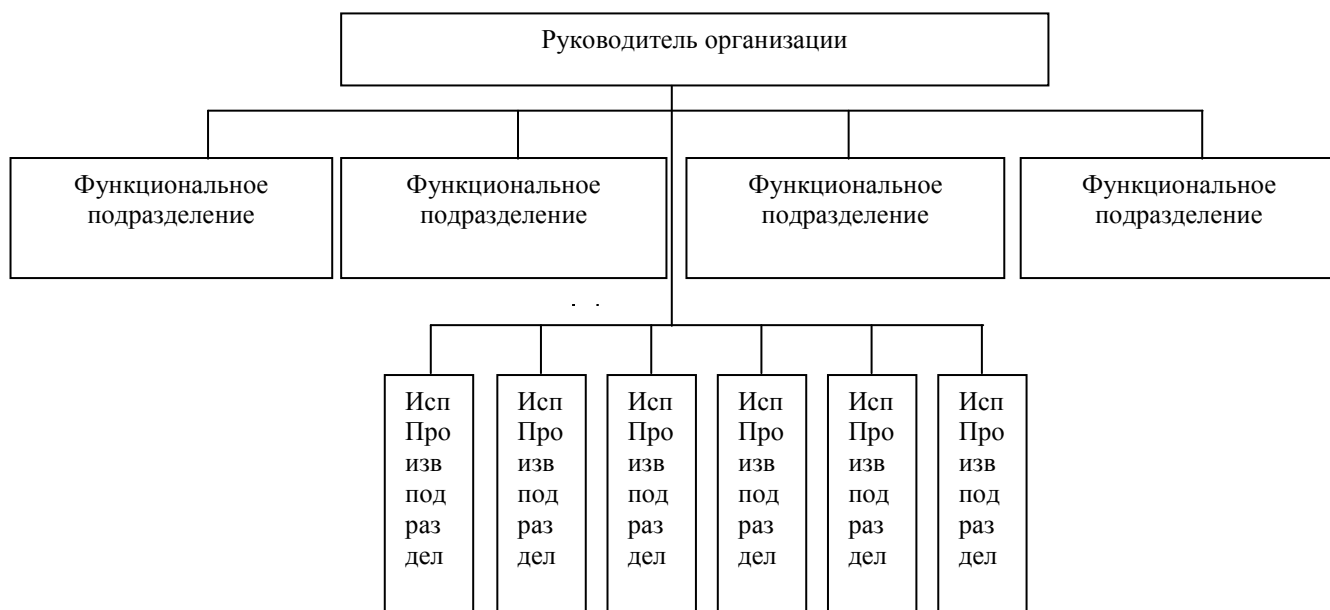 Руководитель организации
Функциональное
подразделение
Функциональное
подразделение
Функциональное
подразделение
Функциональное
подразделение
. .
Исп
Про
изв
под
раз
дел
Исп
Про
изв
под
раз
дел
Исп
Про
изв
под
раз
дел
Исп
Про
изв
под
раз
дел
Исп
Про
изв
под
раз
дел
Исп
Про
изв
под
раз
дел